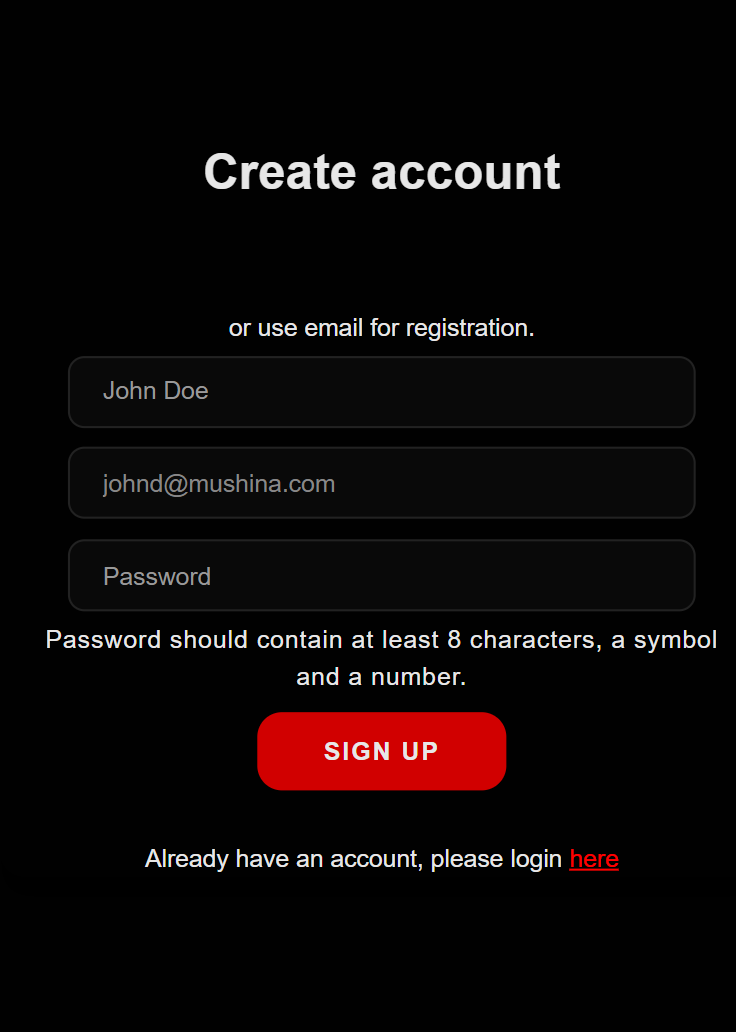 Create account
or use email for registration.
John Doe
johnd@mushina.com
Password
Password should contain at least 8 characters, a symbol
and a number.
SIGN UP
Already have an account, please login here